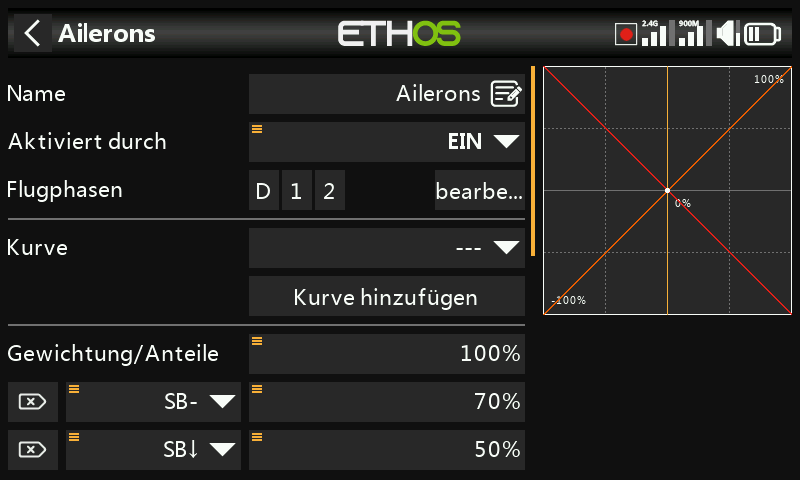 Ailerons
ETHOS
2.4G
900M
Name
Ailerons
Aktiviert durch
EIN
Flugphasen
D 1 2
bearbe...
Kurve
---
Kurve hinzufügen
Gewichtung/Anteile
100%
SB-
70%
SB↓
50%
100%
0%
-100%